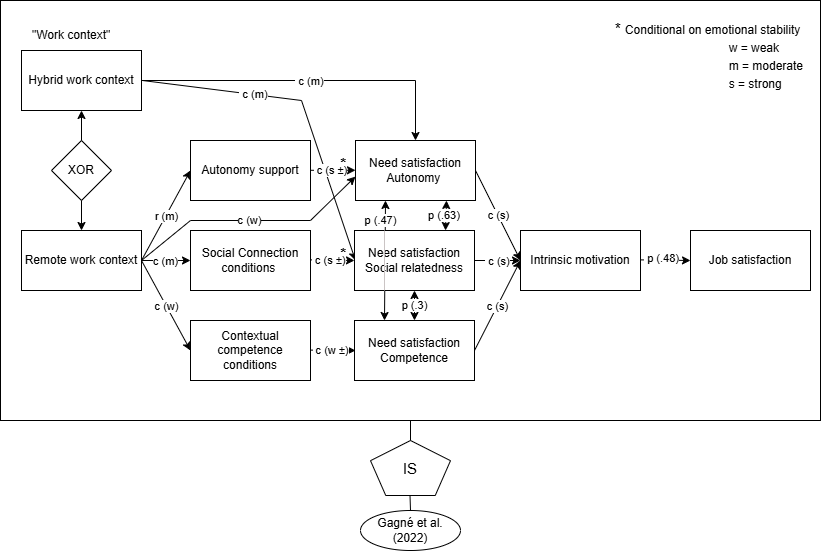 "Work context"
* Conditional on emotional stability
w = weak
m = moderate
s = strong
Hybrid work context
c (m)
c (m)
XOR
Autonomy support
c (s ±)
*
Need satisfaction
Autonomy
r (m)
c (w)
p (.47)
p (.63)
c (s)
Remote work context
c (m)
Social Connection
conditions
c (s ±)
*
Need satisfaction
Social relatedness
c (s)
Intrinsic motivation
p (.48)
Job satisfaction
c (w)
p (.3)
c (s)
Contextual
competence
conditions
c (w ±)
Need satisfaction
Competence
IS
Gagné et al.
(2022)